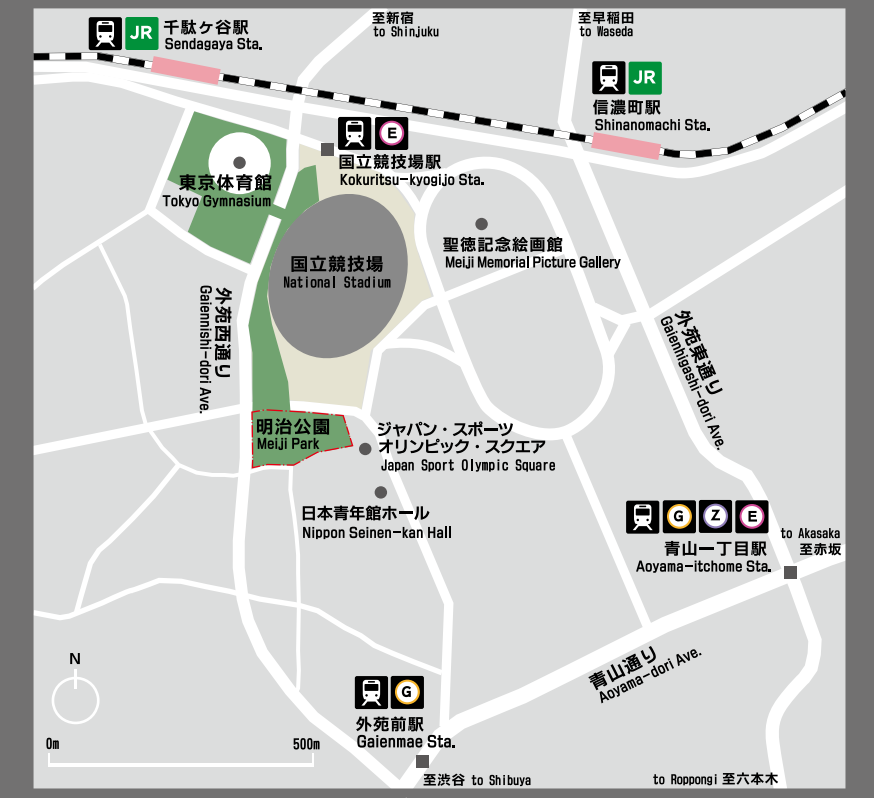 JR
千駄ヶ谷駅
Sendagaya Sta.
至新宿
to Shinjuku
至早稲田
to Waseda
JR
信濃町駅
Shinanomachi Sta.
E
国立競技場駅
Kokuritsu-kyogijo Sta.
東京体育館
Tokyo Gymnasium
聖徳記念絵画館
Meiji Memorial Picture Gallery
国立競技場
National Stadium
外苑西通り
Gaiennishi-dori Ave.
外苑東通り
Gaienhigashi-dori Ave.
明治公園
Meiji Park
ジャパン・スポーツ
オリンピック・スクエア
Japan Sport Olympic Square
日本青年館ホール
Nippon Seinen-kan Hall
G Z E
青山一丁目駅
Aoyama-itchome Sta.
to Akasaka
至赤坂
青山通り
Aoyama-dori Ave.
N
0m
500m
G
外苑前駅
Gaienmae Sta.
至渋谷 to Shibuya
to Roppongi 至六本木